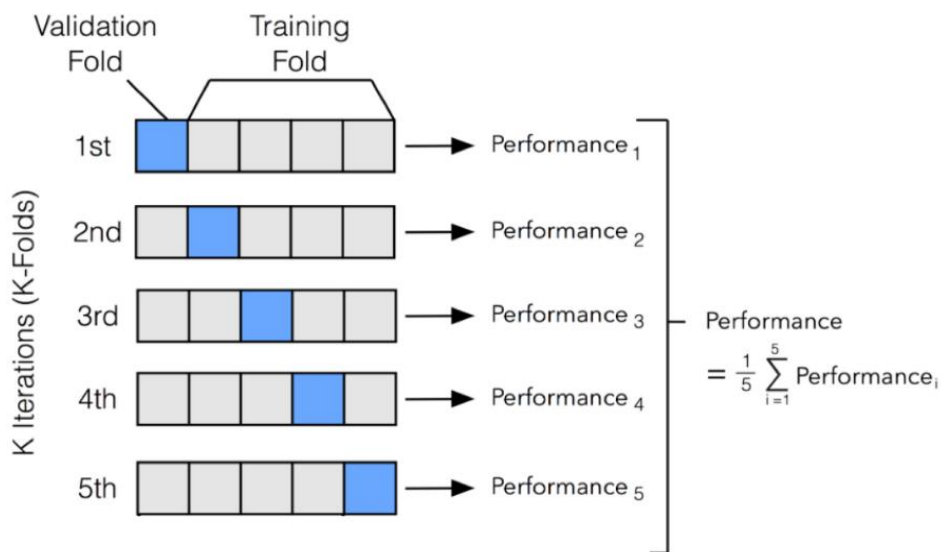 Validation
Fold
Training
Fold
K Iterations (K-Folds)
1st
Performance 1
2nd
Performance 2
3rd
Performance 3
4th
Performance 4
5th
Performance 5
Performance
= 1/5 5∑i=1 Performancei